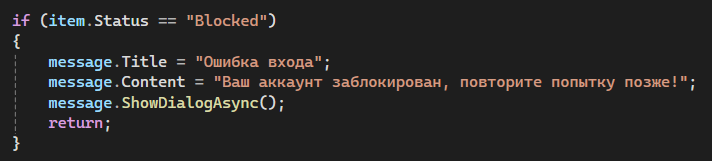 if (item.Status == "Blocked")
{
    message.Title = "Ошибка входа";
    message.Content = "Ваш аккаунт заблокирован, повторите попытку позже!";
    message.ShowDialogAsync();
    return;
}